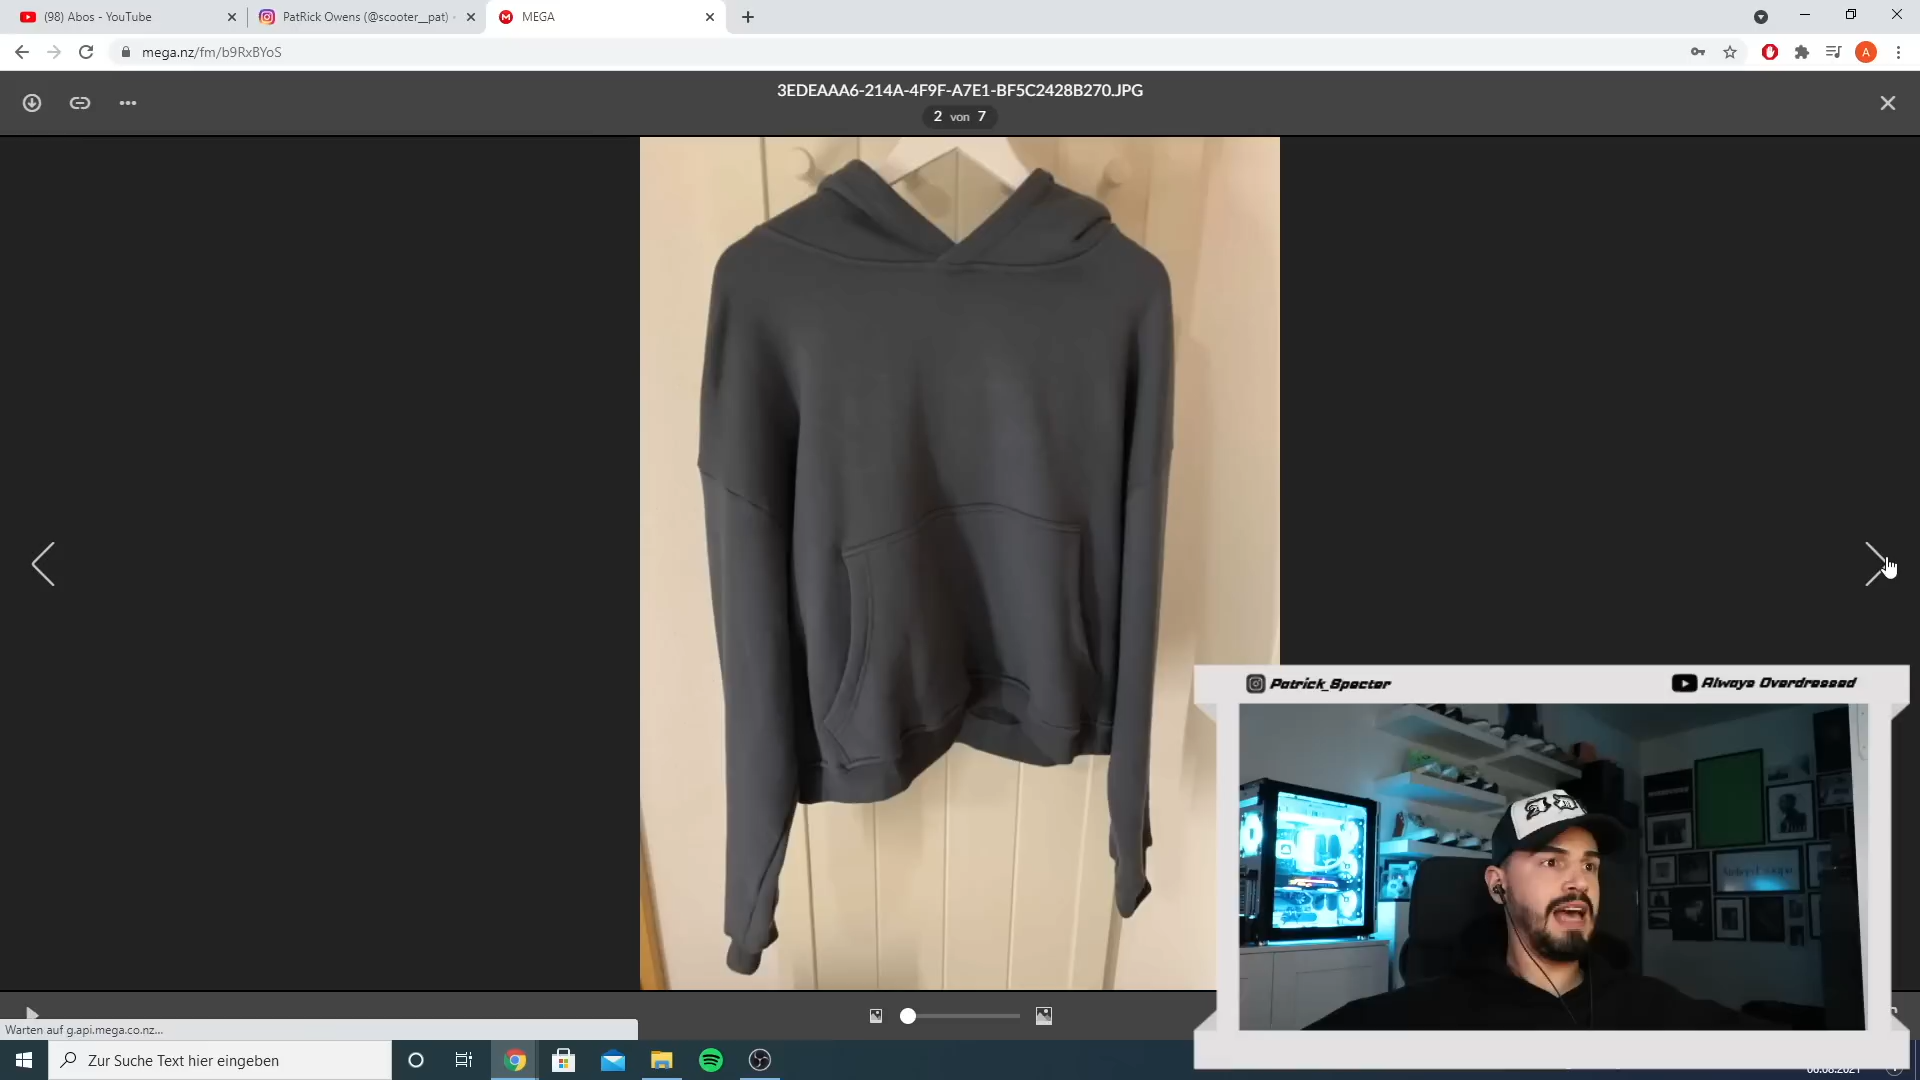 (98) Abos - YouTube
PatRick Owens (@scooter__pat) ·
MEGA
mega.nz/fm/b9RxBYoS
A
3EDEAAA6-214A-4F9F-A7E1-BF5C2428B270.JPG
2 von 7
Patrick_Specter
Always Overdressed
Warten auf g.api.mega.co.nz...
Zur Suche Text hier eingeben